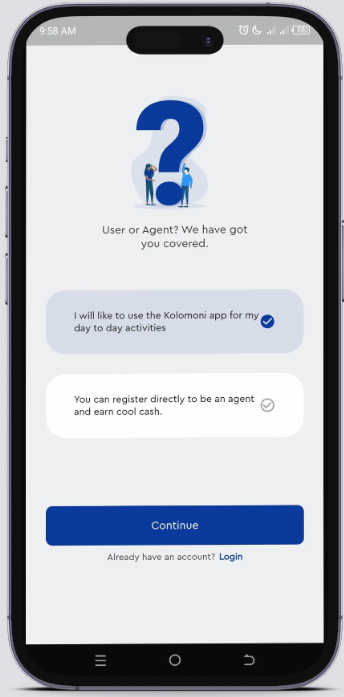 9:58 AM
?
User or Agent? We have got
you covered.
I will like to use the Kolomoni app for my
day to day activities
You can register directly to be an agent
and earn cool cash.
Continue
Already have an account? Login